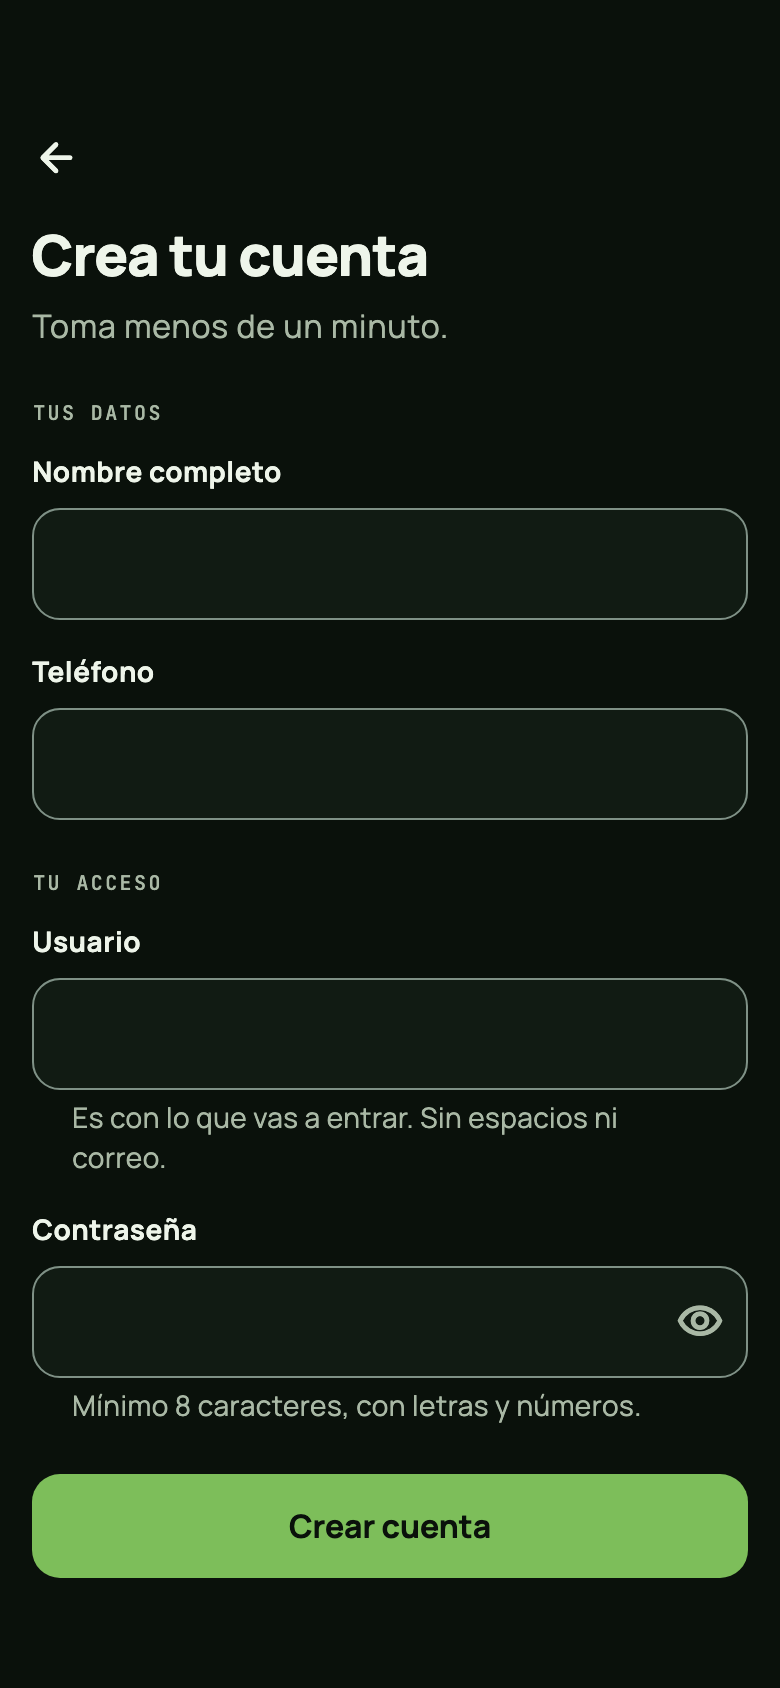 Crea tu cuenta
Toma menos de un minuto.
TUS DATOS
Nombre completo
Teléfono
TU ACCESO
Usuario
Es con lo que vas a entrar. Sin espacios ni
correo.
Contraseña
Mínimo 8 caracteres, con letras y números.
Crear cuenta